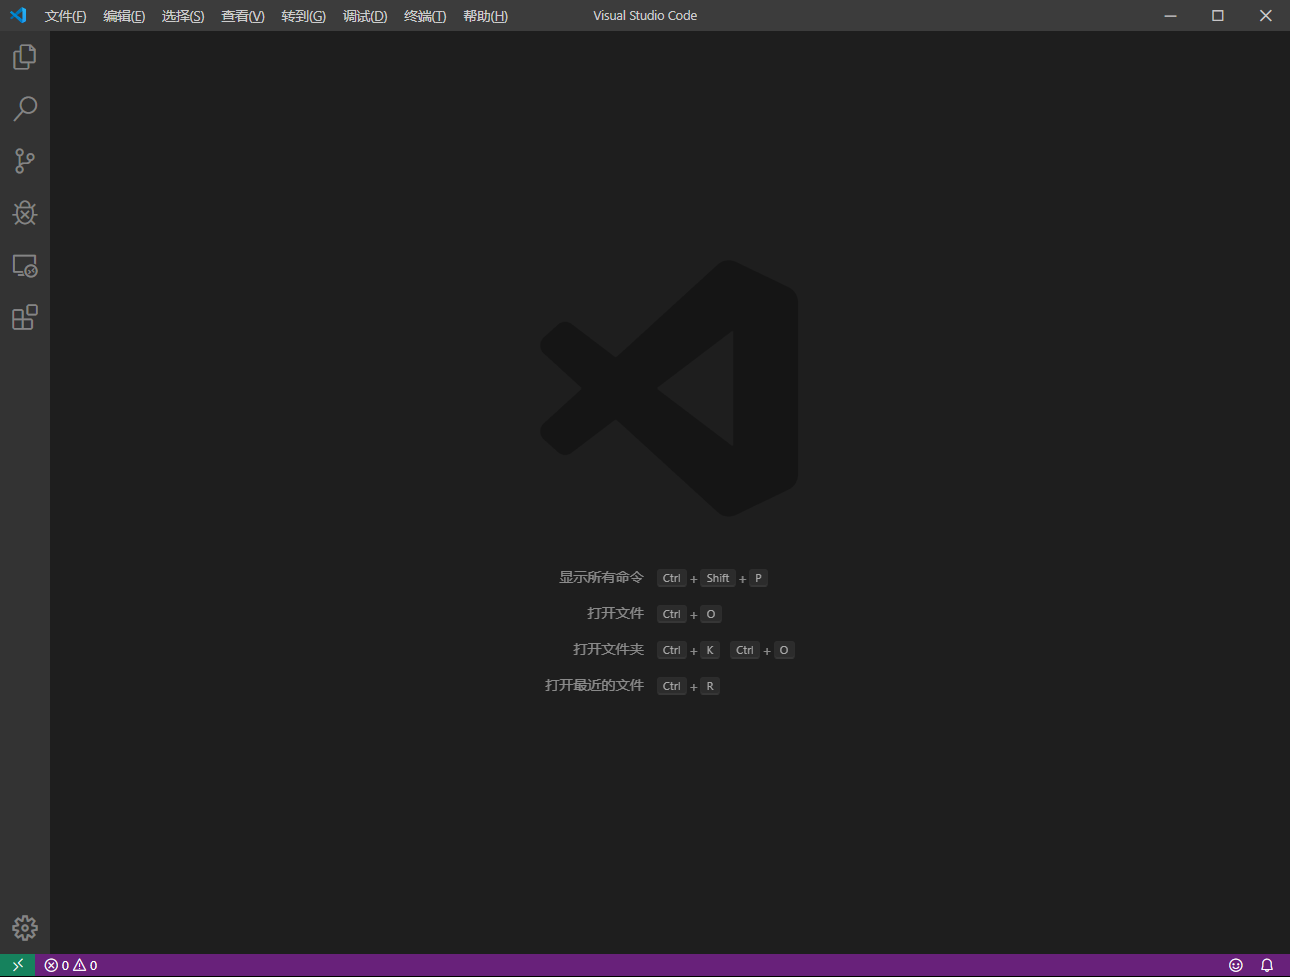 文件(F) 编辑(E) 选择(S) 查看(V) 转到(G) 调试(D) 终端(T) 帮助(H) Visual Studio Code
显示所有命令 Ctrl + Shift + P
打开文件 Ctrl + O
打开文件夹 Ctrl + K Ctrl + O
打开最近的文件 Ctrl + R
0 0